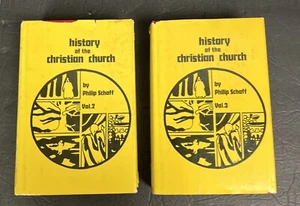 history
of the
christian church
by
Philip Schaff
Vol.2
history
of the
christian church
by
Philip Schaff
Vol.3